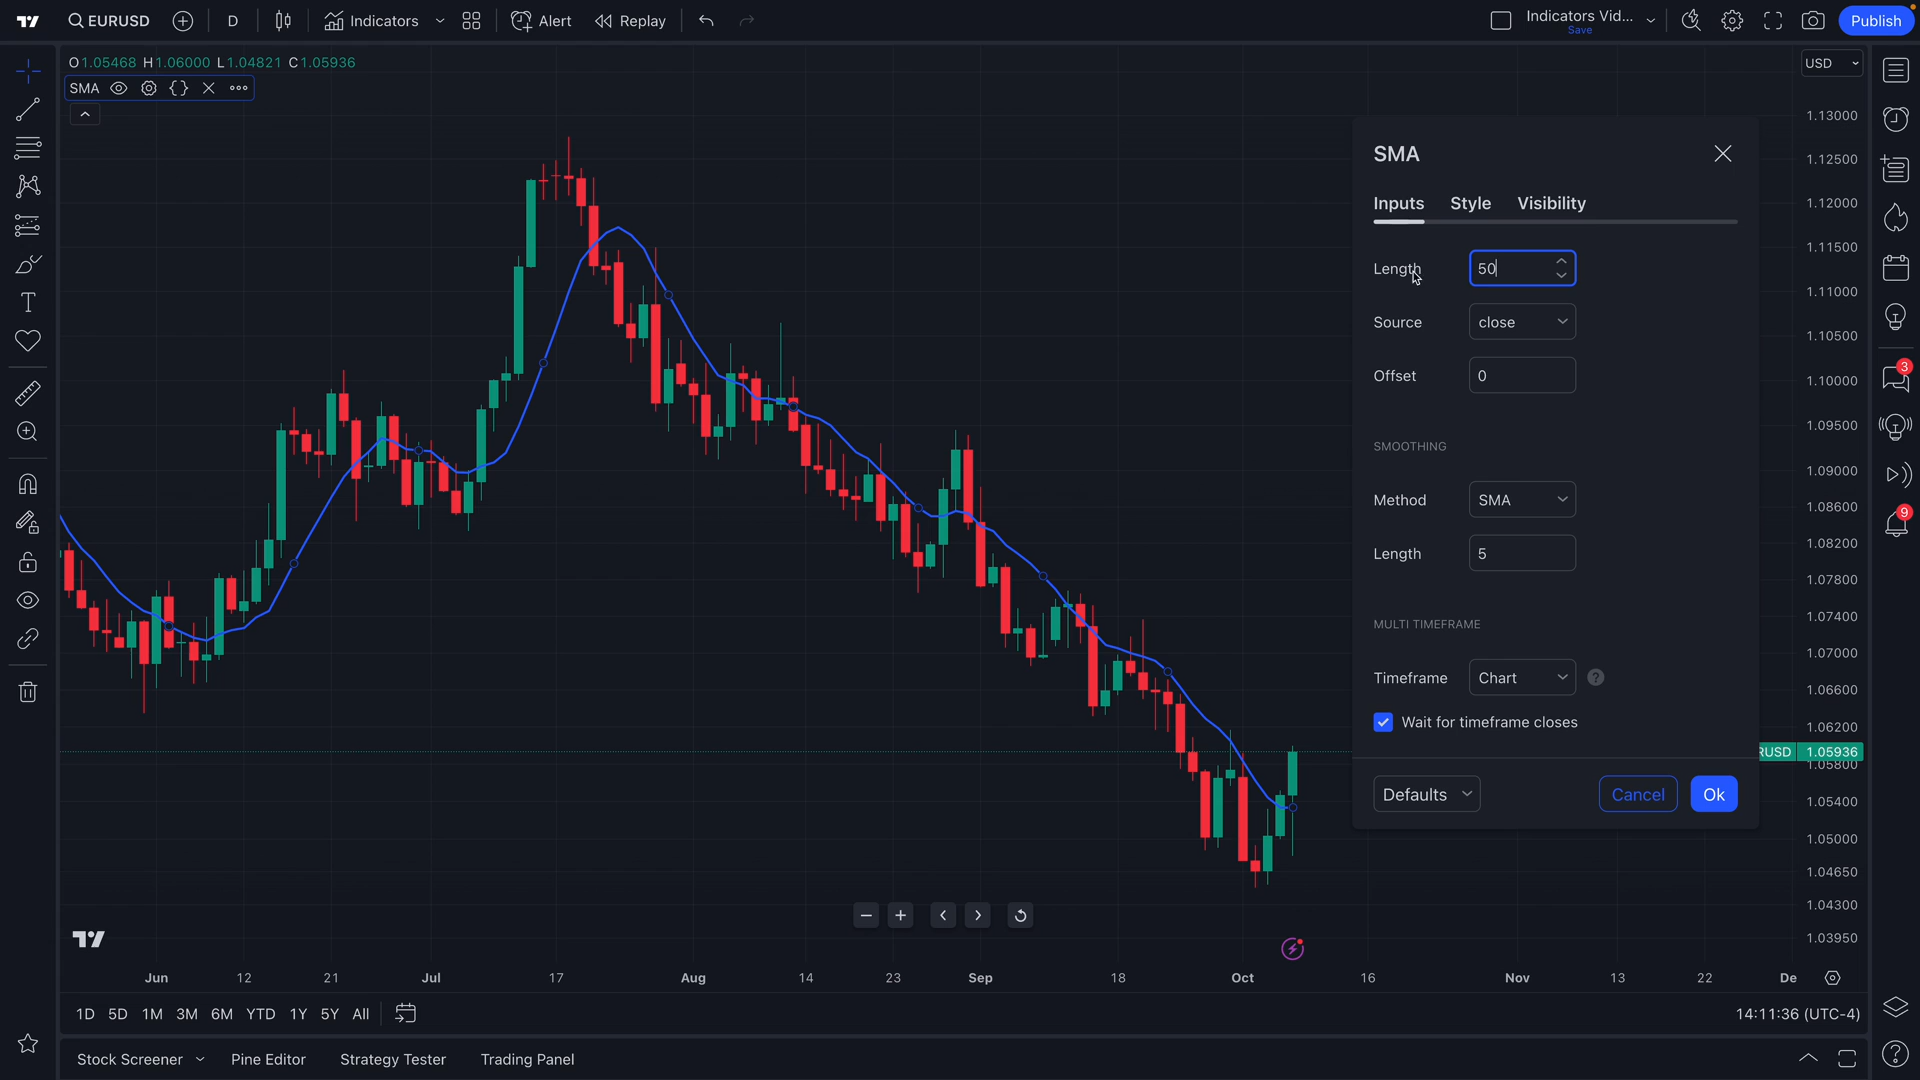 EURUSD
D
Indicators
Alert
Replay
Indicators Vid...
Save
Publish
O1.05468 H1.06000 L1.04821 C1.05936
SMA
USD
1.13000
1.12500
1.12000
1.11500
1.11000
1.10500
1.10000
1.09500
1.09000
1.08600
1.08200
1.07800
1.07400
1.07000
1.06600
1.06200
RUSD 1.05936
1.05800
1.05400
1.05000
1.04650
1.04300
1.03950
SMA
Inputs Style Visibility
Length 50
Source close
Offset 0
SMOOTHING
Method SMA
Length 5
MULTI TIMEFRAME
Timeframe Chart ?
Wait for timeframe closes
Defaults Cancel Ok
3
9
Jun 12 21 Jul 17 Aug 14 23 Sep 18 Oct 16 Nov 13 22 De
1D 5D 1M 3M 6M YTD 1Y 5Y All
14:11:36 (UTC-4)
Stock Screener Pine Editor Strategy Tester Trading Panel